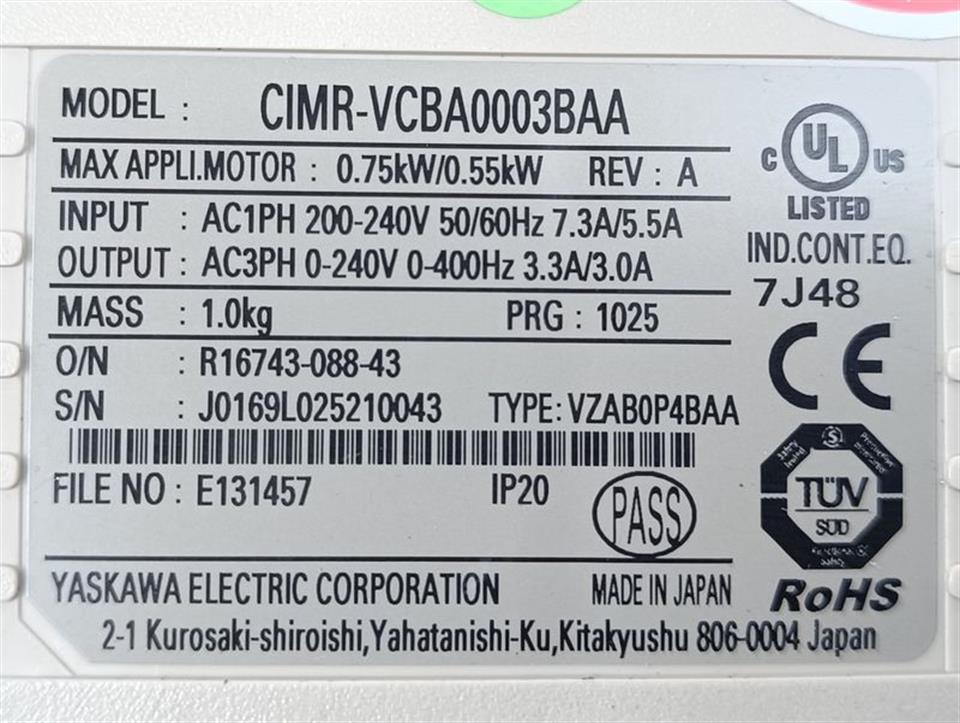 MODEL : CIMR-VCBA0003BAA
MAX APPLI.MOTOR : 0.75kW/0.55kW REV : A
INPUT : AC1PH 200-240V 50/60Hz 7.3A/5.5A
OUTPUT : AC3PH 0-240V 0-400Hz 3.3A/3.0A
MASS : 1.0kg PRG : 1025
O/N : R16743-088-43
S/N : J0169L025210043 TYPE:VZAB0P4BAA
FILE NO : E131457 IP20 PASS
YASKAWA ELECTRIC CORPORATION MADE IN JAPAN
2-1 Kurosaki-shiroishi,Yahatanishi-Ku,Kitakyushu 806-0004 Japan
C UL US
LISTED
IND.CONT.EQ.
7J48
CE
TÜV
SÜD
RoHS